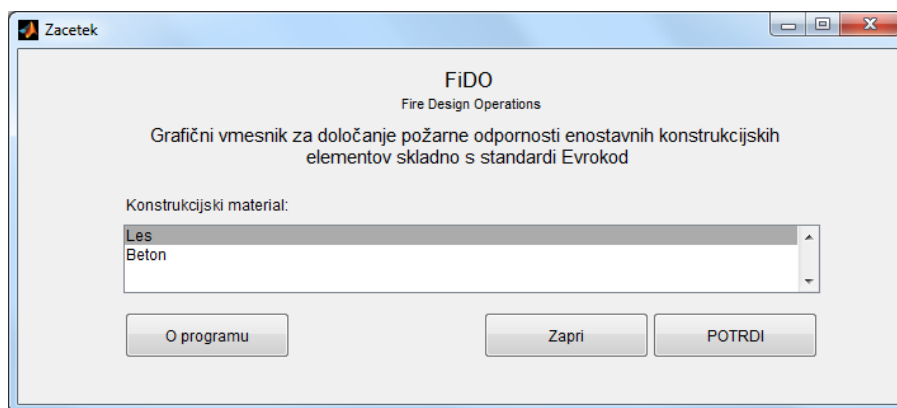 Zacetek
FiDO
Fire Design Operations
Grafični vmesnik za določanje požarne odpornosti enostavnih konstrukcijskih
elementov skladno s standardi Evrokod
Konstrukcijski material:
Les
Beton
O programu
Zapri
POTRDI